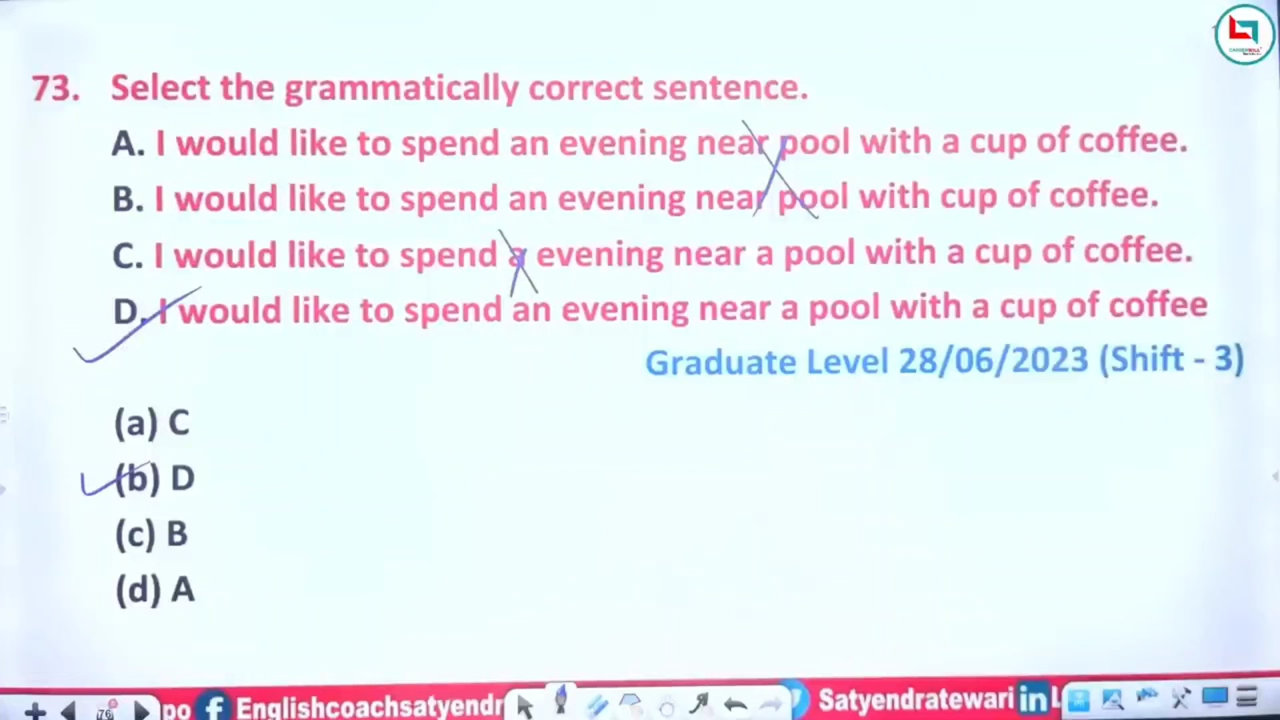 73. Select the grammatically correct sentence.
A. I would like to spend an evening near pool with a cup of coffee.
B. I would like to spend an evening near pool with cup of coffee.
C. I would like to spend a evening near a pool with a cup of coffee.
D. I would like to spend an evening near a pool with a cup of coffee
Graduate Level 28/06/2023 (Shift - 3)
(a) C
(b) D
(c) B
(d) A
po Englishcoachsatyendr Satyendratewari in L